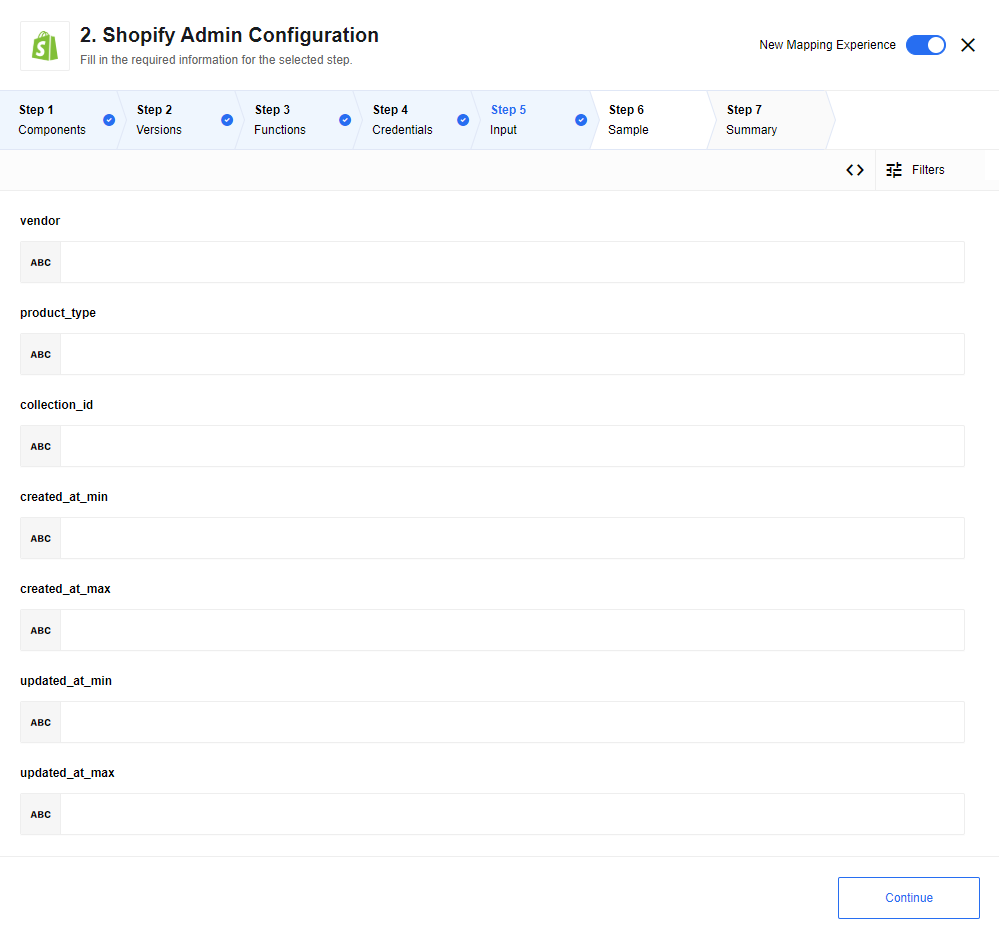 2. Shopify Admin Configuration
Fill in the required information for the selected step.
New Mapping Experience
Step 1
Components
Step 2
Versions
Step 3
Functions
Step 4
Credentials
Step 5
Input
Step 6
Sample
Step 7
Summary
Filters
vendor
ABC
product_type
ABC
collection_id
ABC
created_at_min
ABC
created_at_max
ABC
updated_at_min
ABC
updated_at_max
ABC
Continue